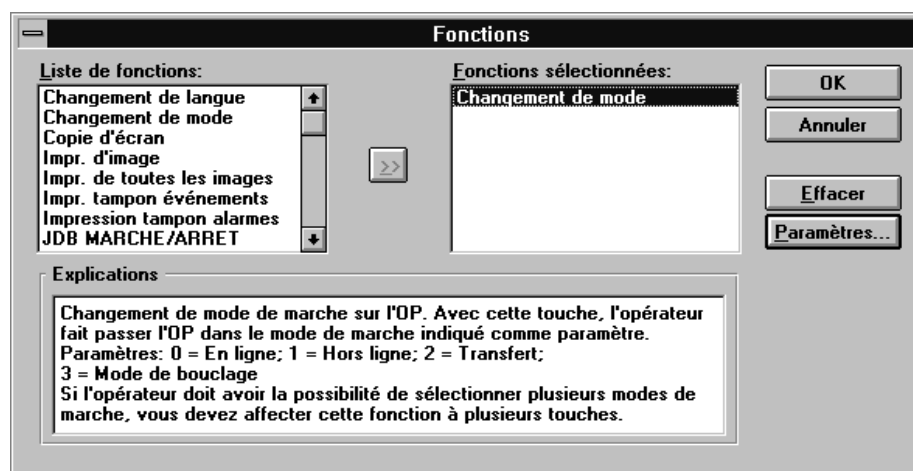 Fonctions
Liste de fonctions:
Changement de langue
Changement de mode
Copie d'écran
Impr. d'image
Impr. de toutes les images
Impr. tampon événements
Impression tampon alarmes
JDB MARCHE/ARRET
>>
Fonctions sélectionnées:
Changement de mode
OK
Annuler
Effacer
Paramètres...
Explications
Changement de mode de marche sur l'OP. Avec cette touche, l'opérateur
fait passer l'OP dans le mode de marche indiqué comme paramètre.
Paramètres: 0 = En ligne; 1 = Hors ligne; 2 = Transfert;
3 = Mode de bouclage
Si l'opérateur doit avoir la possibilité de sélectionner plusieurs modes de
marche, vous devez affecter cette fonction à plusieurs touches.